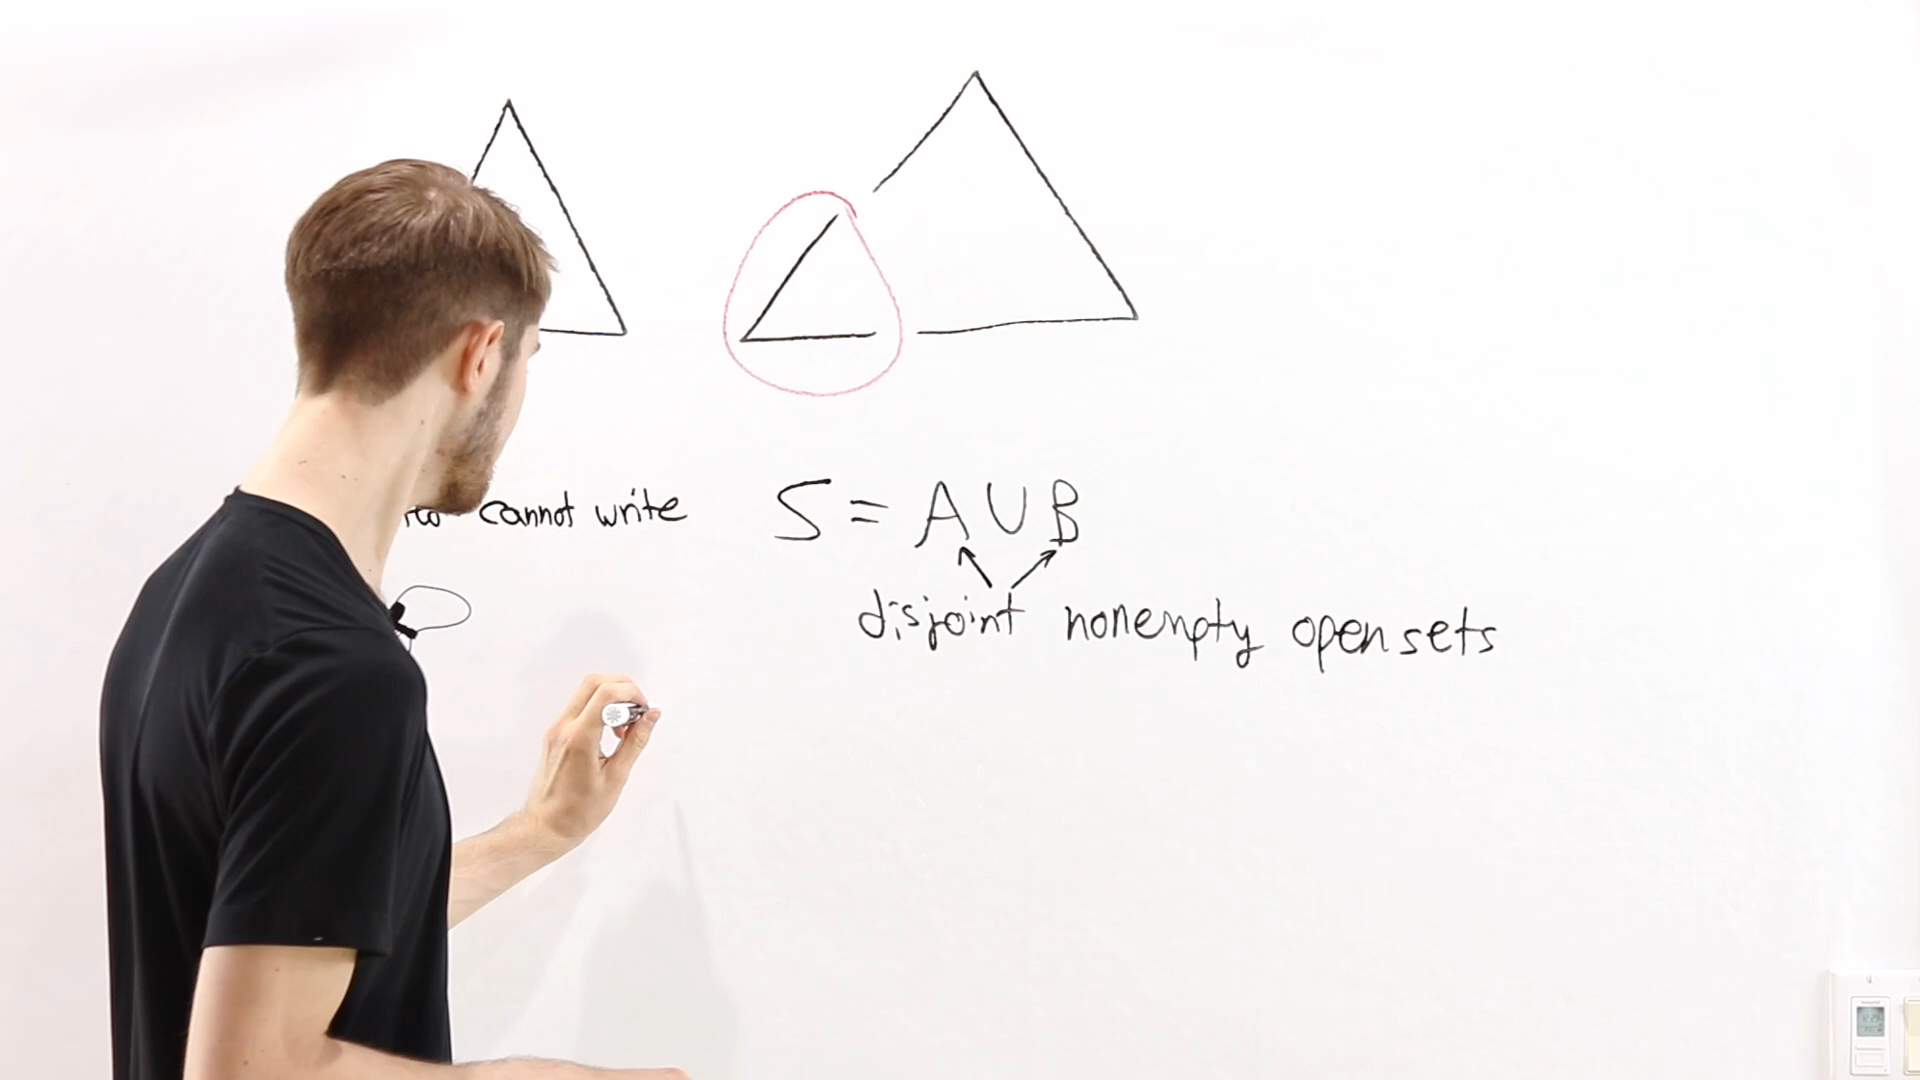 cannot write S = A ∪ B
disjoint nonempty open sets